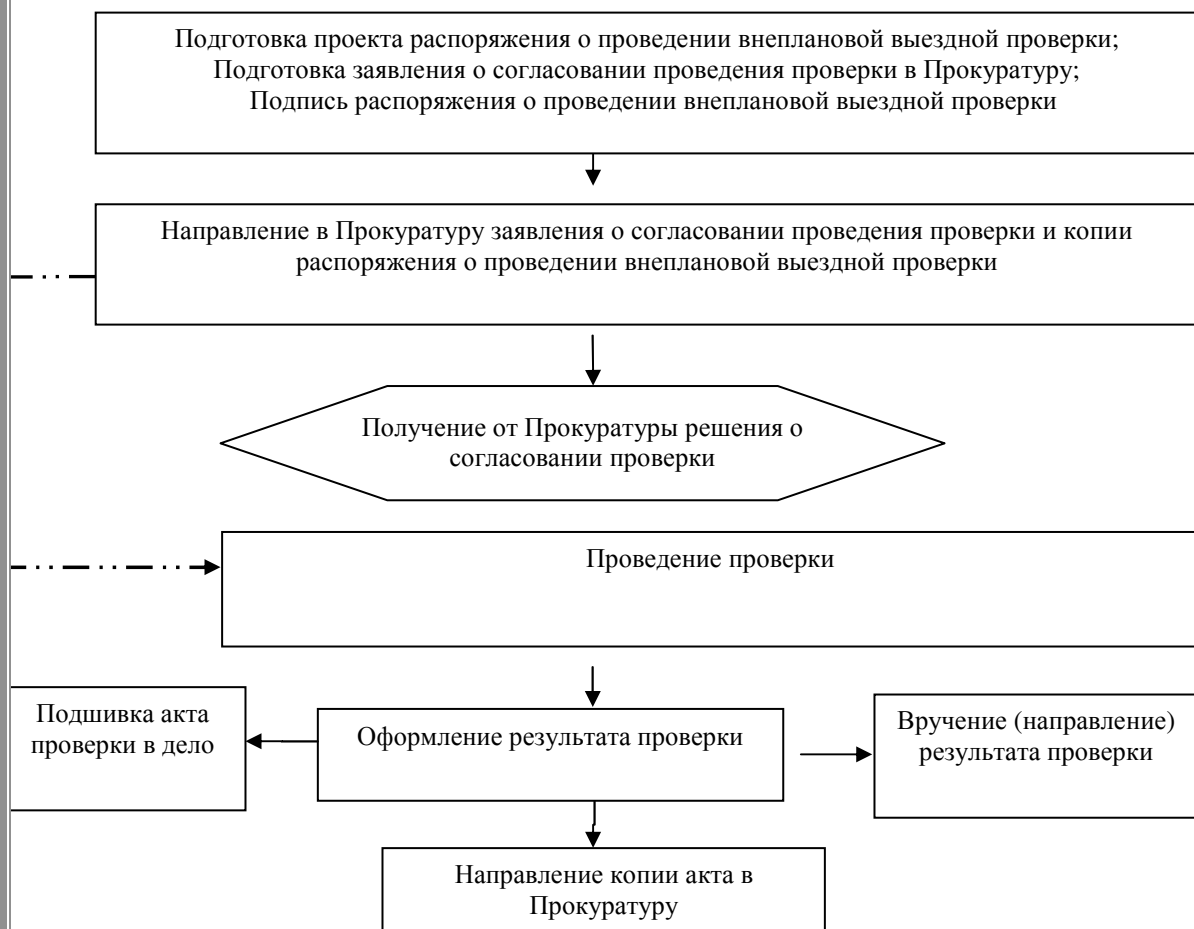 Подготовка проекта распоряжения о проведении внеплановой выездной проверки;
Подготовка заявления о согласовании проведения проверки в Прокуратуру;
Подпись распоряжения о проведении внеплановой выездной проверки
Направление в Прокуратуру заявления о согласовании проведения проверки и копии
распоряжения о проведении внеплановой выездной проверки
Получение от Прокуратуры решения о
согласовании проверки
Проведение проверки
Подшивка акта
проверки в дело
Оформление результата проверки
Вручение (направление)
результата проверки
Направление копии акта в
Прокуратуру